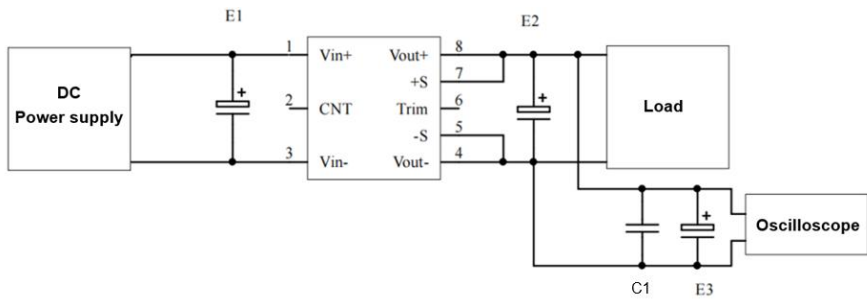 E1
E2
DC
Power supply
+
1
2
3
Vin+
CNT
Vin-
Vout+
+S
Trim
-S
Vout-
8
7
6
5
4
+
Load
+
Oscilloscope
C1
E3